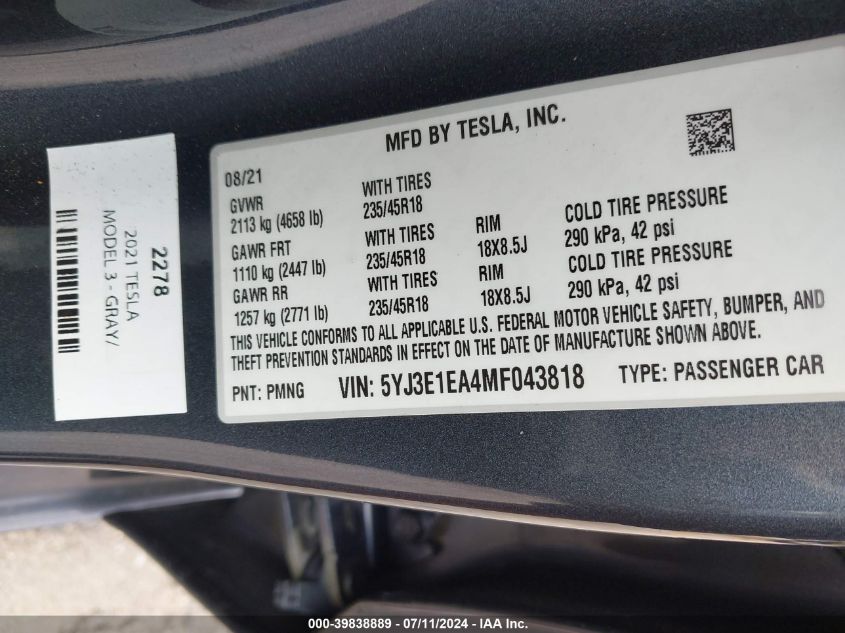 2278
2021 TESLA
MODEL 3 - GRAY/
MFD BY TESLA, INC.
08/21
GVWR
2113 kg (4658 lb)
WITH TIRES
235/45R18
GAWR FRT
1110 kg (2447 lb)
WITH TIRES
235/45R18
RIM
18X8.5J
COLD TIRE PRESSURE
290 kPa, 42 psi
GAWR RR
1257 kg (2771 lb)
WITH TIRES
235/45R18
RIM
18X8.5J
COLD TIRE PRESSURE
290 kPa, 42 psi
THIS VEHICLE CONFORMS TO ALL APPLICABLE U.S. FEDERAL MOTOR VEHICLE SAFETY, BUMPER, AND
THEFT PREVENTION STANDARDS IN EFFECT ON THE DATE OF MANUFACTURE SHOWN ABOVE.
PNT: PMNG VIN: 5YJ3E1EA4MF043818 TYPE: PASSENGER CAR
000-39838889 - 07/11/2024 - IAA Inc.